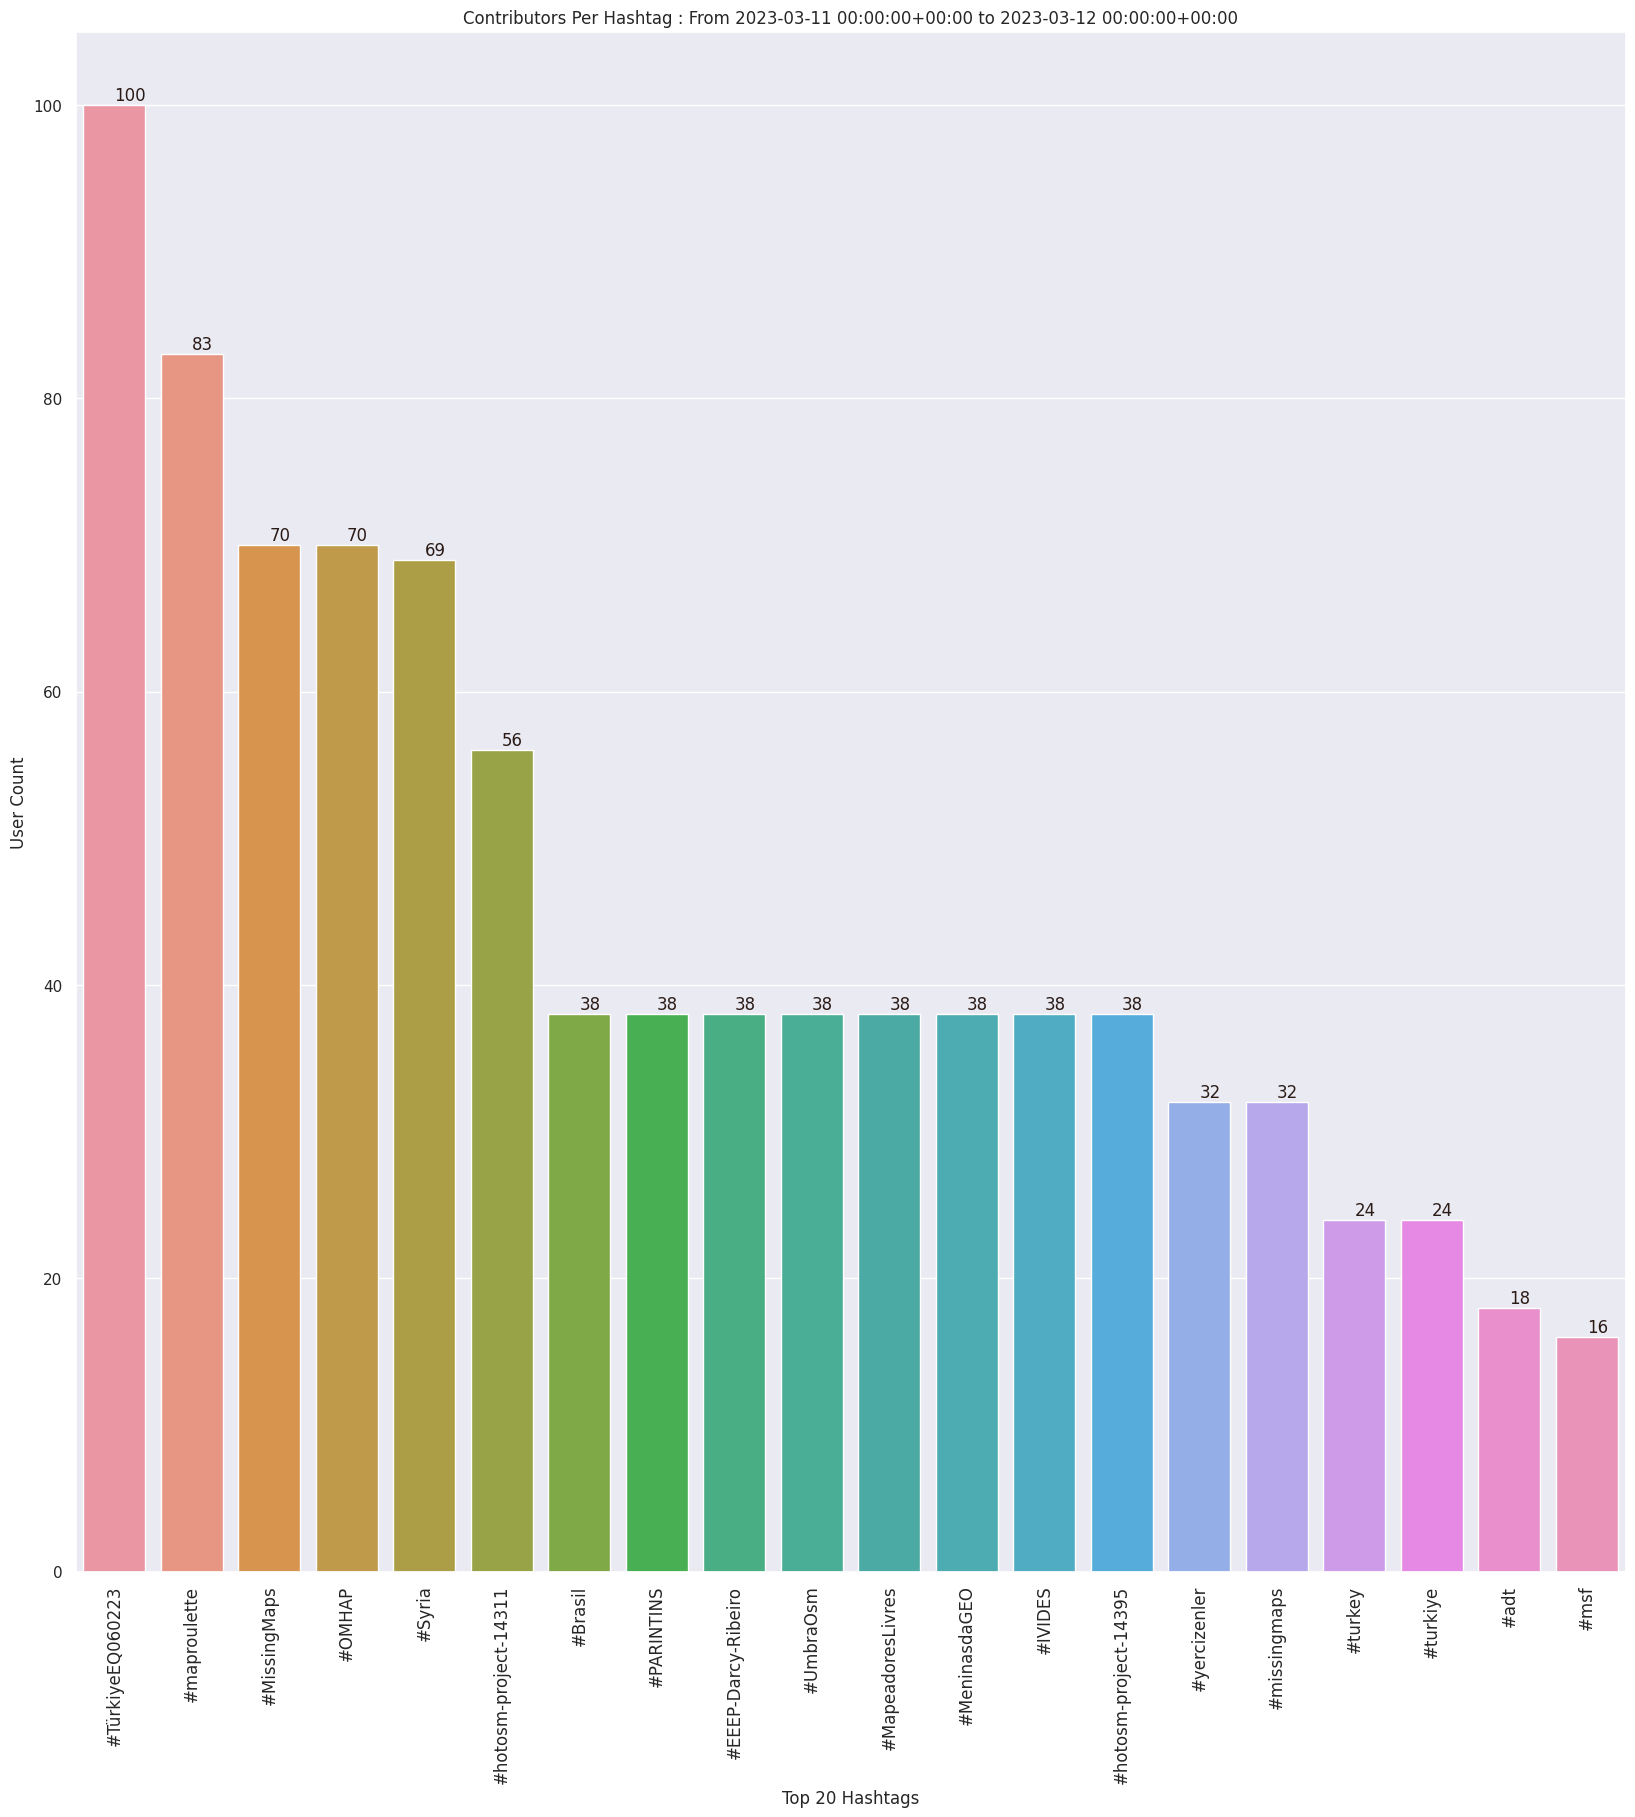 Contributors Per Hashtag : From 2023-03-11 00:00:00+00:00 to 2023-03-12 00:00:00+00:00
User Count
100
80
60
40
20
0
100
83
70
70
69
56
38
38
38
38
38
38
38
38
32
32
24
24
18
16
#TürkiyeEQ060223
#maproulette
#MissingMaps
#OMHAP
#Syria
#hotosm-project-14311
#Brasil
#PARINTINS
#EEEP-Darcy-Ribeiro
#UmbraOsm
#MapeadoresLivres
#MeninasdaGEO
#IVIDES
#hotosm-project-14395
#yercizenler
#missingmaps
#turkey
#turkiye
#adt
#msf
Top 20 Hashtags